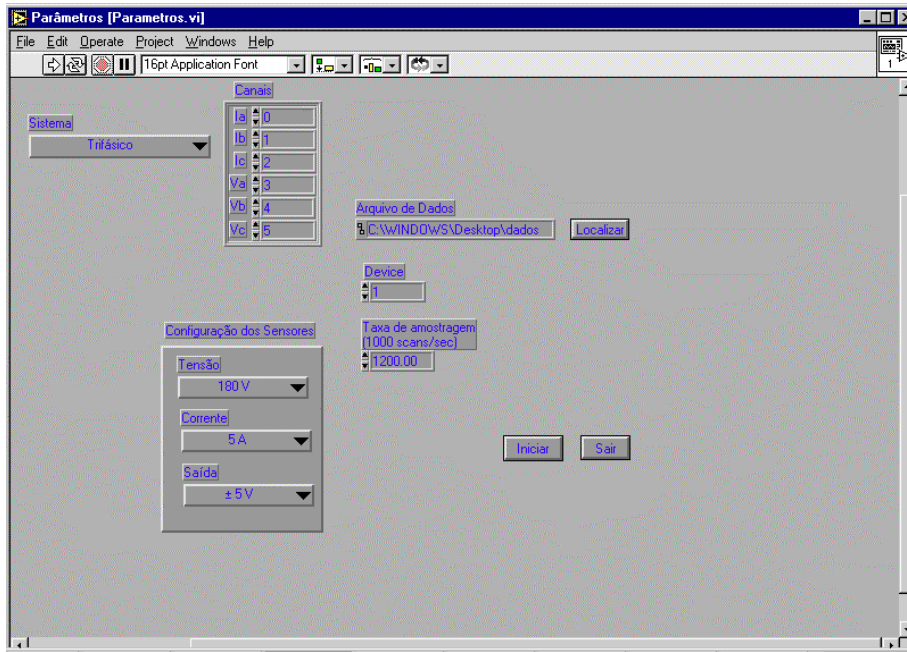 Parâmetros [Parametros.vi]
File Edit Operate Project Windows Help
16pt Application Font
1
Canais
Sistema
Trifásico
Ia 0
Ib 1
Ic 2
Va 3
Vb 4
Vc 5
Arquivo de Dados
C:\WINDOWS\Desktop\dados
Localizar
Device
1
Configuração dos Sensores
Taxa de amostragem
(1000 scans/sec)
1200.00
Tensão
180 V
Corrente
5 A
Saída
± 5 V
Iniciar
Sair